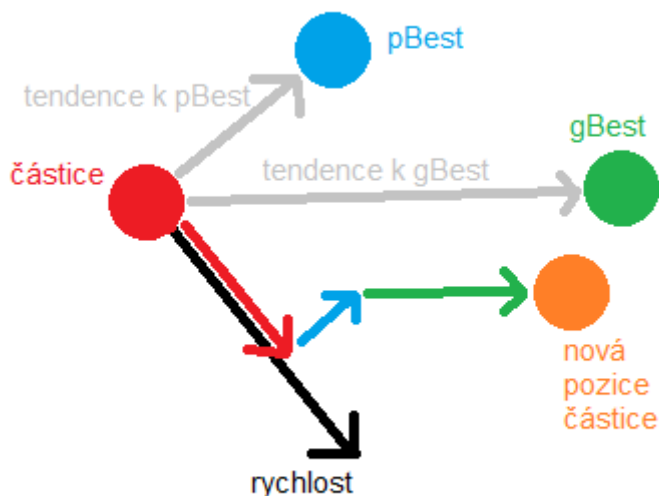 pBest
tendence k pBest
gBest
částice
tendence k gBest
nová
pozice
částice
rychlost